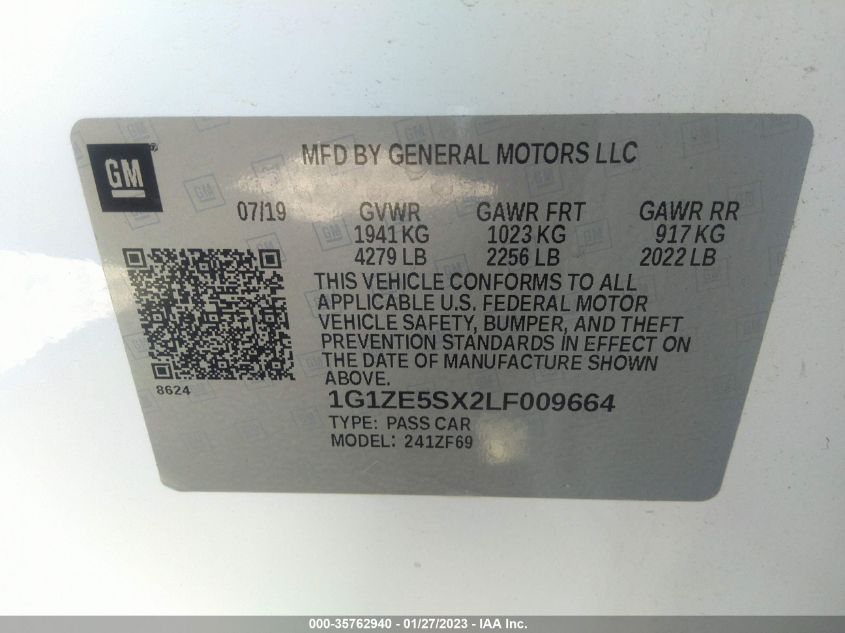 GM®
MFD BY GENERAL MOTORS LLC
07/19 GVWR GAWR FRT GAWR RR
1941 KG 1023 KG 917 KG
4279 LB 2256 LB 2022 LB
THIS VEHICLE CONFORMS TO ALL
APPLICABLE U.S. FEDERAL MOTOR
VEHICLE SAFETY, BUMPER, AND THEFT
PREVENTION STANDARDS IN EFFECT ON
THE DATE OF MANUFACTURE SHOWN
ABOVE.
8624
1G1ZE5SX2LF009664
TYPE: PASS CAR
MODEL: 241ZF69
000-35762940 - 01/27/2023 - IAA Inc.